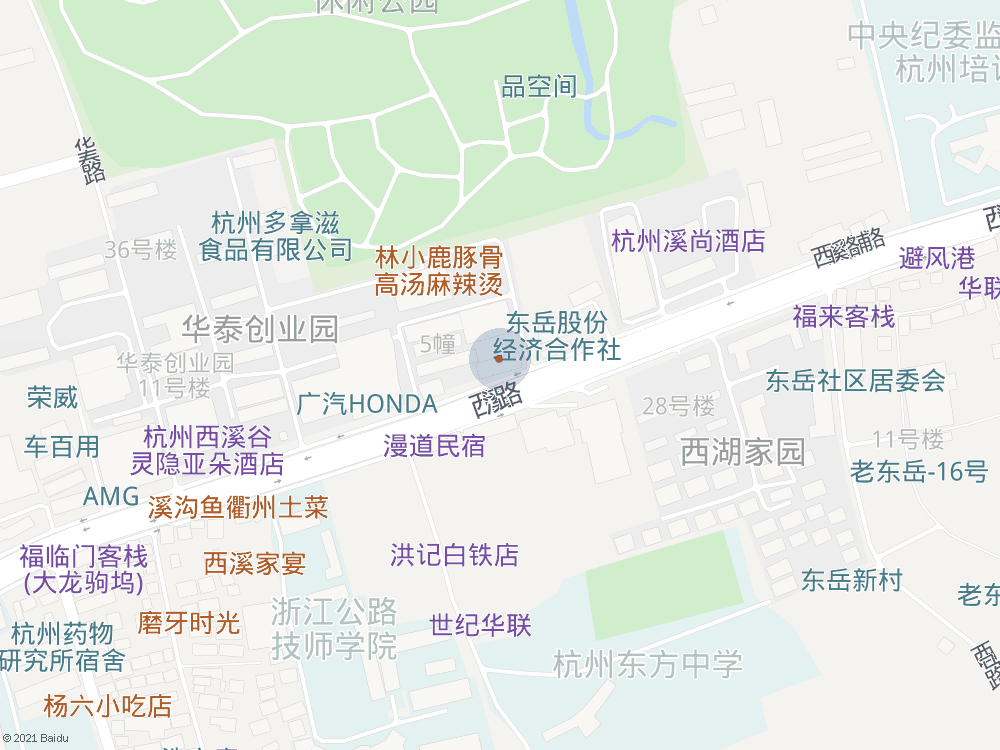 休闲公园
中央纪委监
杭州培训
品空间
华泰路
杭州多拿滋
食品有限公司
36号楼
林小鹿豚骨
高汤麻辣烫
杭州溪尚酒店
西溪路辅路
西
避风港
华联
福来客栈
东岳股份
经济合作社
华泰创业园
5幢
华泰创业园
11号楼
荣威
广汽HONDA
西溪路
东岳社区居委会
28号楼
11号楼
车百用
杭州西溪谷
灵隐亚朵酒店
漫道民宿
西湖家园
老东岳-16号
AMG
溪沟鱼衢州土菜
福临门客栈
(大龙驹坞)
西溪家宴
洪记白铁店
东岳新村
老东
杭州药物
研究所宿舍
磨牙时光
浙江公路
技师学院
世纪华联
杭州东方中学
杨六小吃店
© 2021 Baidu